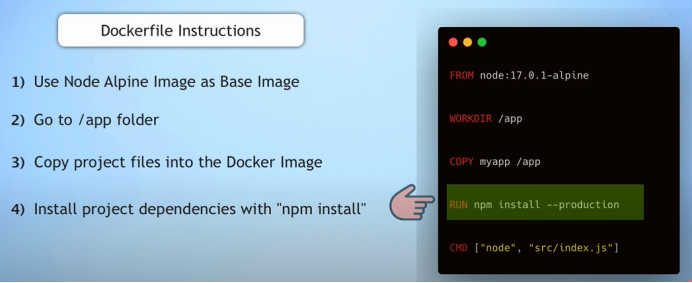 Dockerfile Instructions
1) Use Node Alpine Image as Base Image
2) Go to /app folder
3) Copy project files into the Docker Image
4) Install project dependencies with "npm install"
FROM node:17.0.1-alpine
WORKDIR /app
COPY myapp /app
RUN npm install --production
CMD ["node", "src/index.js"]